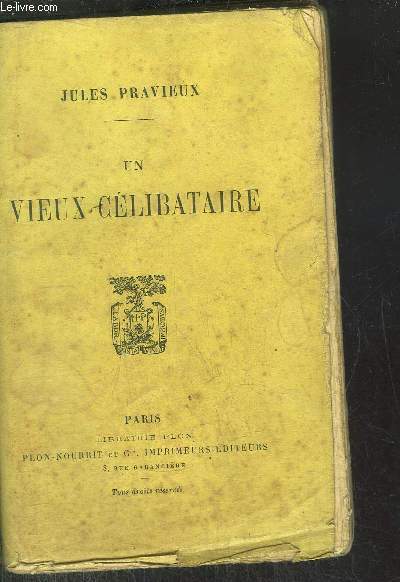 www.Le-livre.com
JULES PRAVIEUX
UN
VIEUX CÉLIBATAIRE
H·P
PARIS
LIBRAIRIE PLON
PLON-NOURRIT ET Cie, IMPRIMEURS-ÉDITEURS
8, RUE GARANCIÈRE
Tous droits réservés